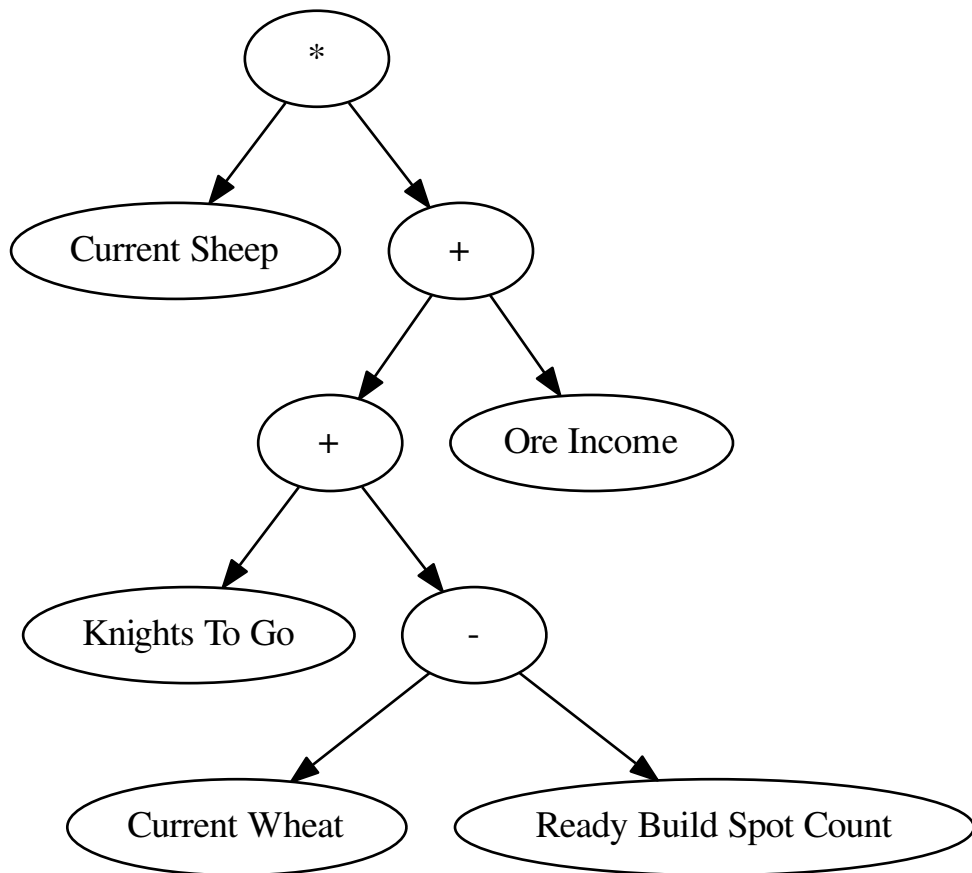 *
Current Sheep
+
+
Ore Income
Knights To Go
-
Current Wheat
Ready Build Spot Count